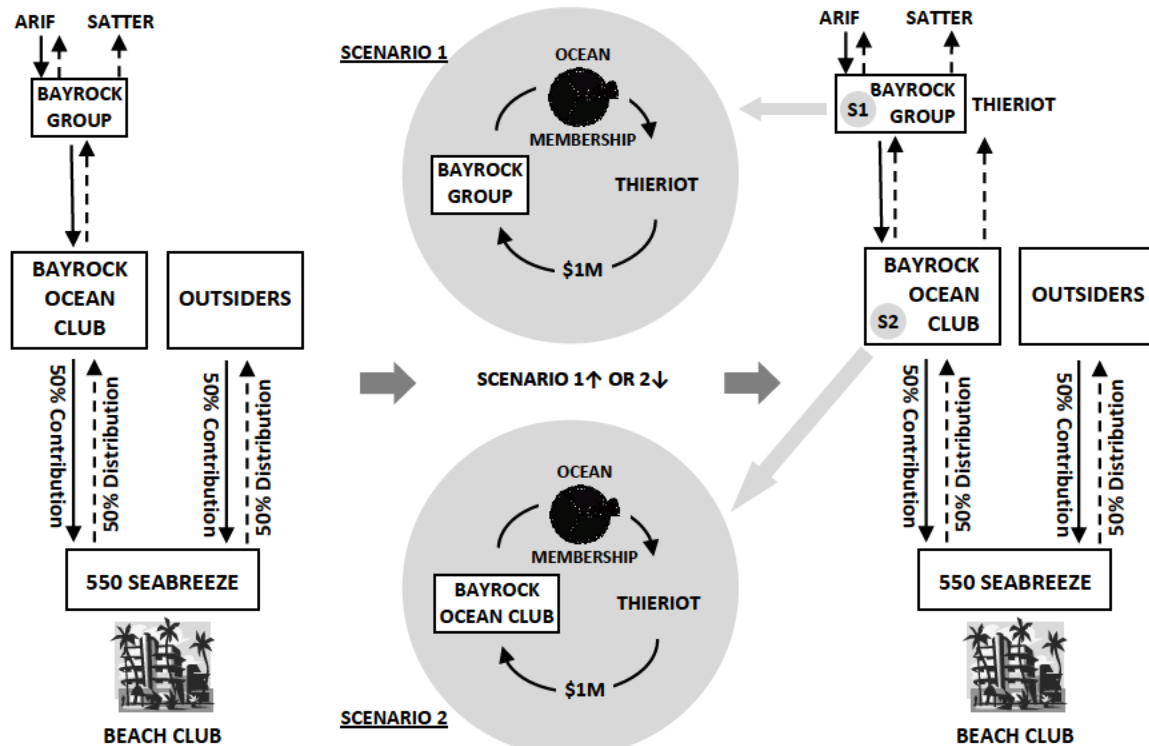 ARIF
SATTER
BAYROCK
GROUP
BAYROCK
OCEAN
CLUB
OUTSIDERS
50% Contribution
50% Distribution
50% Contribution
50% Distribution
550 SEABREEZE
BEACH CLUB
SCENARIO 1
OCEAN
MEMBERSHIP
BAYROCK
GROUP
THIERIOT
$1M
SCENARIO 1↑ OR 2↓
OCEAN
MEMBERSHIP
BAYROCK
OCEAN CLUB
THIERIOT
$1M
SCENARIO 2
ARIF
SATTER
S1
BAYROCK
GROUP
THIERIOT
BAYROCK
OCEAN
CLUB
S2
OUTSIDERS
50% Contribution
50% Distribution
50% Contribution
50% Distribution
550 SEABREEZE
BEACH CLUB